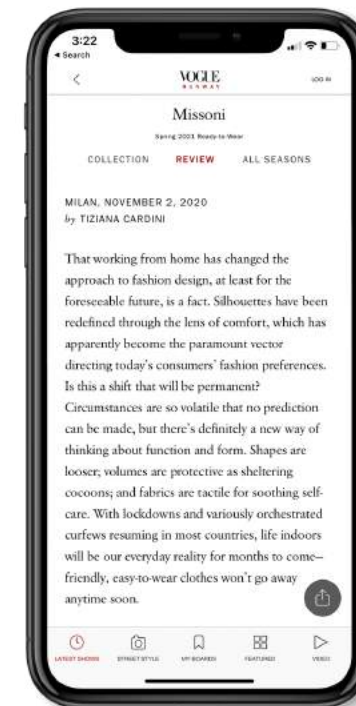 3:22
Search
VOGUE
RUNWAY
LOG IN
Missoni
Spring 2021 Ready-to-Wear
COLLECTION REVIEW ALL SEASONS
MILAN, NOVEMBER 2, 2020
by TIZIANA CARDINI
That working from home has changed the
approach to fashion design, at least for the
foreseeable future, is a fact. Silhouettes have been
redefined through the lens of comfort, which has
apparently become the paramount vector
directing today's consumers' fashion preferences.
Is this a shift that will be permanent?
Circumstances are so volatile that no prediction
can be made, but there's definitely a new way of
thinking about function and form. Shapes are
looser; volumes are protective as sheltering
cocoons; and fabrics are tactile for soothing self-
care. With lockdowns and variously orchestrated
curfews resuming in most countries, life indoors
will be our everyday reality for months to come—
friendly, easy-to-wear clothes won't go away
anytime soon.
LATEST SHOWS STREET STYLE MY BOARDS FEATURED VIDEO